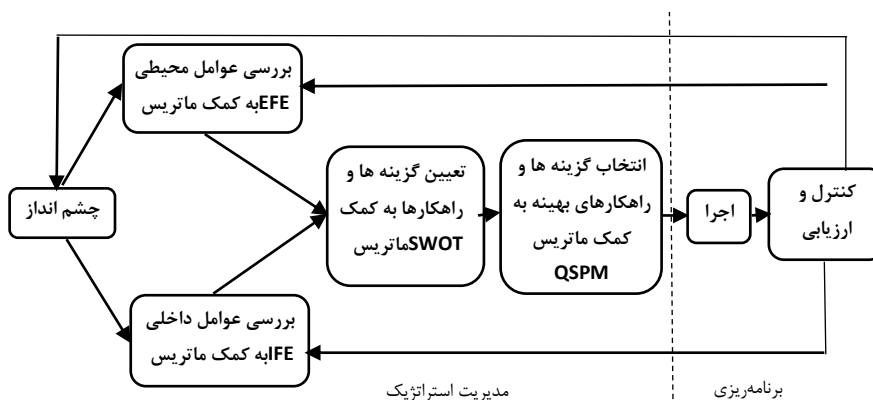 چشم انداز
بررسی عوامل محیطی
EFEبه کمک ماتریس
بررسی عوامل داخلی
IFEبه کمک ماتریس
تعیین گزینه ها و
راهکارها به کمک
SWOTماتریس
انتخاب گزینه ها و
راهکارهای بهینه به
کمک ماتریس
QSPM
اجرا
کنترل و
ارزیابی
مدیریت استراتژیک
برنامه‌ریزی